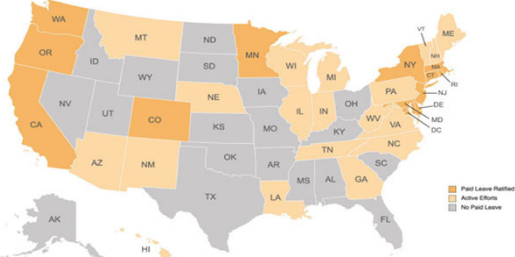 WA
OR
CA
ID
NV
MT
WY
UT
CO
AZ
NM
ND
SD
NE
KS
OK
TX
MN
IA
MO
AR
LA
WI
IL
MI
IN
OH
KY
TN
MS
AL
GA
FL
SC
NC
VA
WV
PA
NY
VT
NH
ME
MA
CT
RI
NJ
DE
MD
DC
AK
HI
Paid Leave Ratified
Active Efforts
No Paid Leave